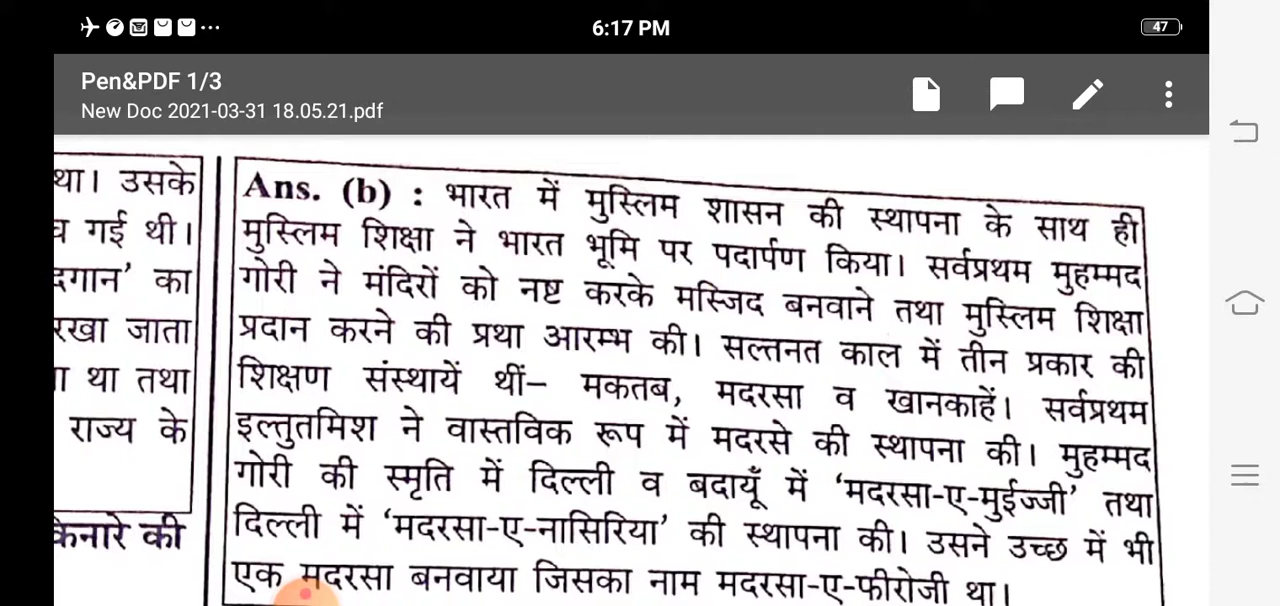 6:17 PM
47
Pen&PDF 1/3
New Doc 2021-03-31 18.05.21.pdf
था। उसके
गई थी।
का
रखा जाता
था तथा
राज्य के
की
Ans. (b) : भारत में मुस्लिम शासन की स्थापना के साथ ही
मुस्लिम शिक्षा ने भारत भूमि पर पदार्पण किया। सर्वप्रथम मुहम्मद
गोरी ने मंदिरों को नष्ट करके मस्जिद बनवाने तथा मुस्लिम शिक्षा
प्रदान करने की प्रथा आरम्भ की। सल्तनत काल में तीन प्रकार की
शिक्षण संस्थायें थीं– मकतब, मदरसा व खानकाहें। सर्वप्रथम
इल्तुतमिश ने वास्तविक रूप में मदरसे की स्थापना की। मुहम्मद
गोरी की स्मृति में दिल्ली व बदायूँ में ‘मदरसा-ए-मुईज्जी’ तथा
दिल्ली में ‘मदरसा-ए-नासिरिया’ की स्थापना की। उसने उच्छ में भी
एक मदरसा बनवाया जिसका नाम मदरसा-ए-फीरोजी था।